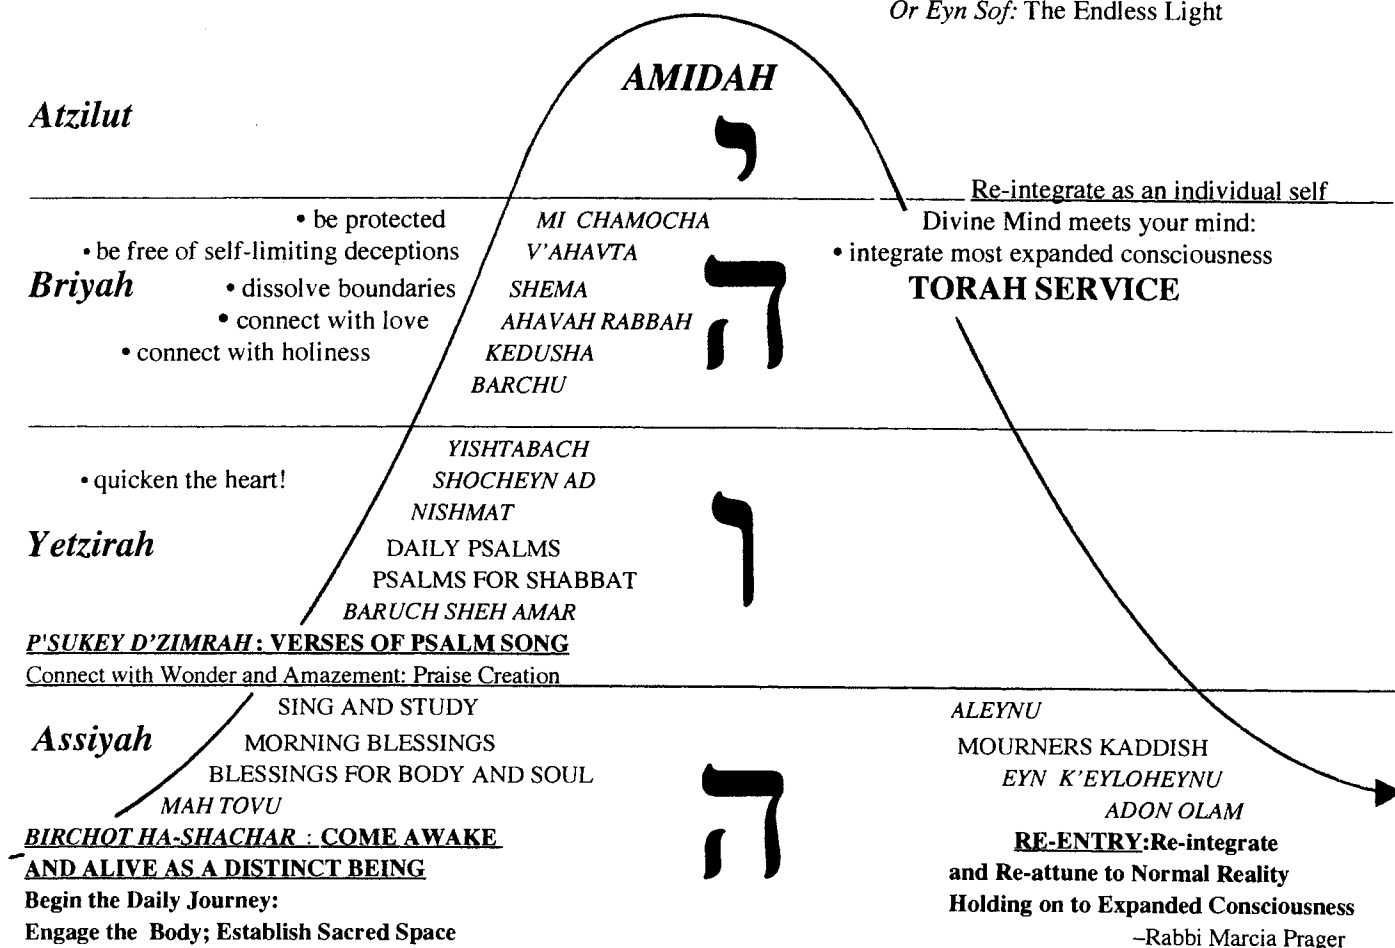 Or Eyn Sof: The Endless Light
AMIDAH
Atzilut
י
Re-integrate as an individual self
• be protected
MI CHAMOCHA
Divine Mind meets your mind:
• be free of self-limiting deceptions
V'AHAVTA
• integrate most expanded consciousness
Briyah
• dissolve boundaries
SHEMA
ה
TORAH SERVICE
• connect with love
AHAVAH RABBAH
• connect with holiness
KEDUSHA
BARCHU
YISHTABACH
• quicken the heart!
SHOCHEYN AD
NISHMAT
ו
Yetzirah
DAILY PSALMS
PSALMS FOR SHABBAT
BARUCH SHEH AMAR
P'SUKEY D'ZIMRAH: VERSES OF PSALM SONG
Connect with Wonder and Amazement: Praise Creation
SING AND STUDY
ALEYNU
Assiyah
MORNING BLESSINGS
MOURNERS KADDISH
BLESSINGS FOR BODY AND SOUL
EYN K'EYLOHEYNU
MAH TOVU
ה
ADON OLAM
BIRCHOT HA-SHACHAR : COME AWAKE
AND ALIVE AS A DISTINCT BEING
Begin the Daily Journey:
Engage the Body; Establish Sacred Space
RE-ENTRY:Re-integrate
and Re-attune to Normal Reality
Holding on to Expanded Consciousness
–Rabbi Marcia Prager